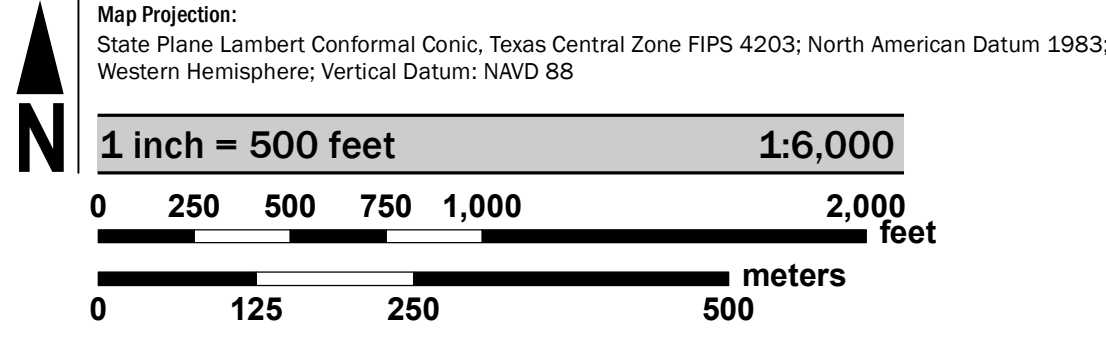 Map Projection:
State Plane Lambert Conformal Conic, Texas Central Zone FIPS 4203; North American Datum 1983;
Western Hemisphere; Vertical Datum: NAVD 88
N
1 inch = 500 feet 1:6,000
0 250 500 750 1,000 2,000
feet
meters
0 125 250 500